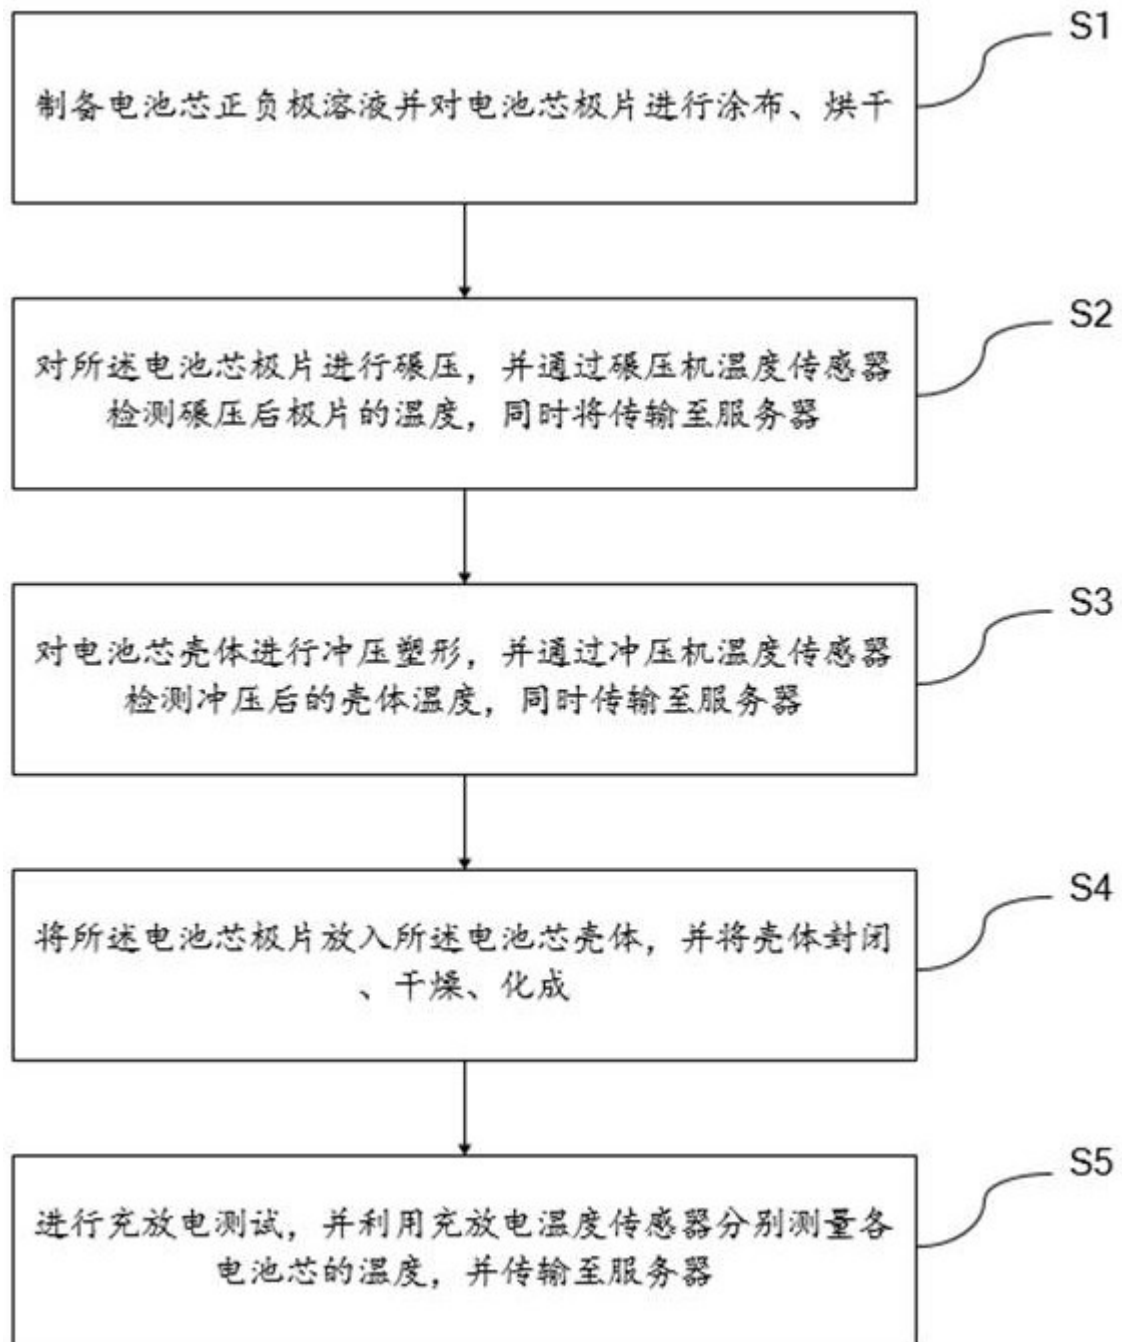 S1
制备电池芯正负极溶液并对电池芯极片进行涂布、烘干
S2
对所述电池芯极片进行碾压，并通过碾压机温度传感器
检测碾压后极片的温度，同时将传输至服务器
S3
对电池芯壳体进行冲压塑形，并通过冲压机温度传感器
检测冲压后的壳体温度，同时传输至服务器
S4
将所述电池芯极片放入所述电池芯壳体，并将壳体封闭
、干燥、化成
S5
进行充放电测试，并利用充放电温度传感器分别测量各
电池芯的温度，并传输至服务器